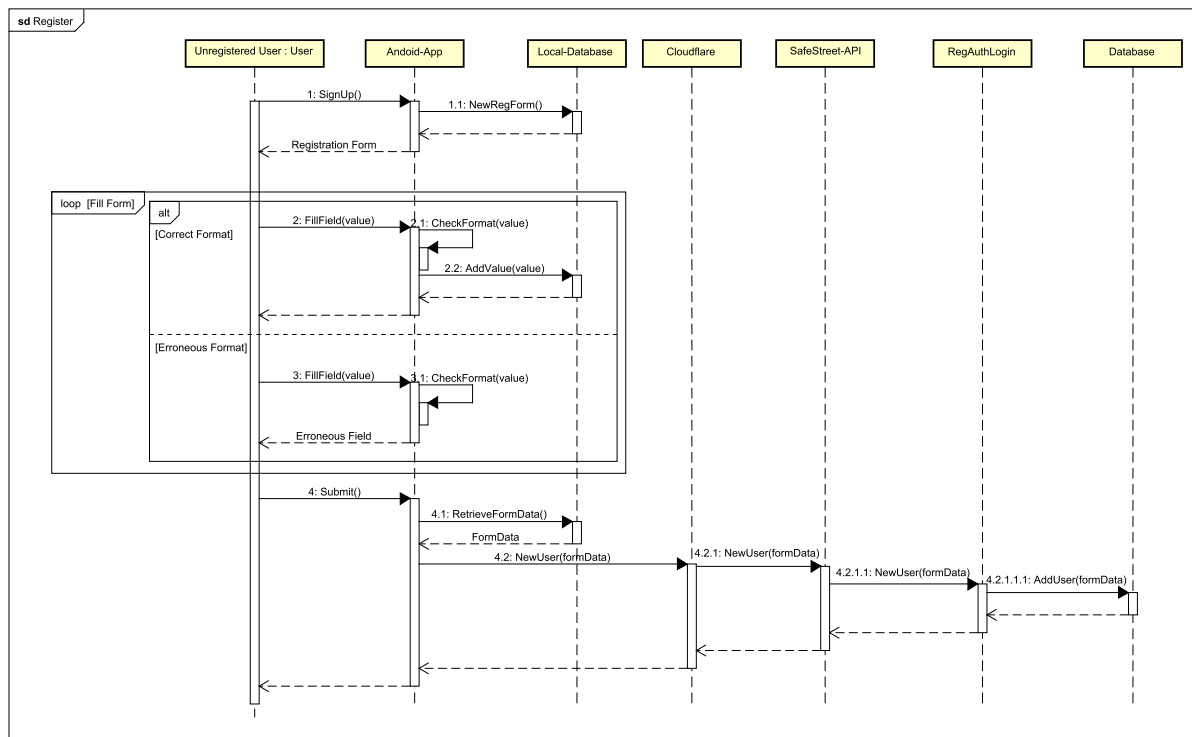 sd Register
Unregistered User : User
Andoid-App
Local-Database
Cloudflare
SafeStreet-API
RegAuthLogin
Database
1: SignUp()
1.1: NewRegForm()
Registration Form
loop [Fill Form]
alt
[Correct Format]
2: FillField(value)
2.1: CheckFormat(value)
2.2: AddValue(value)
[Erroneous Format]
3: FillField(value)
3.1: CheckFormat(value)
Erroneous Field
4: Submit()
4.1: RetrieveFormData()
FormData
4.2: NewUser(formData)
4.2.1: NewUser(formData)
4.2.1.1: NewUser(formData)
4.2.1.1.1: AddUser(formData)